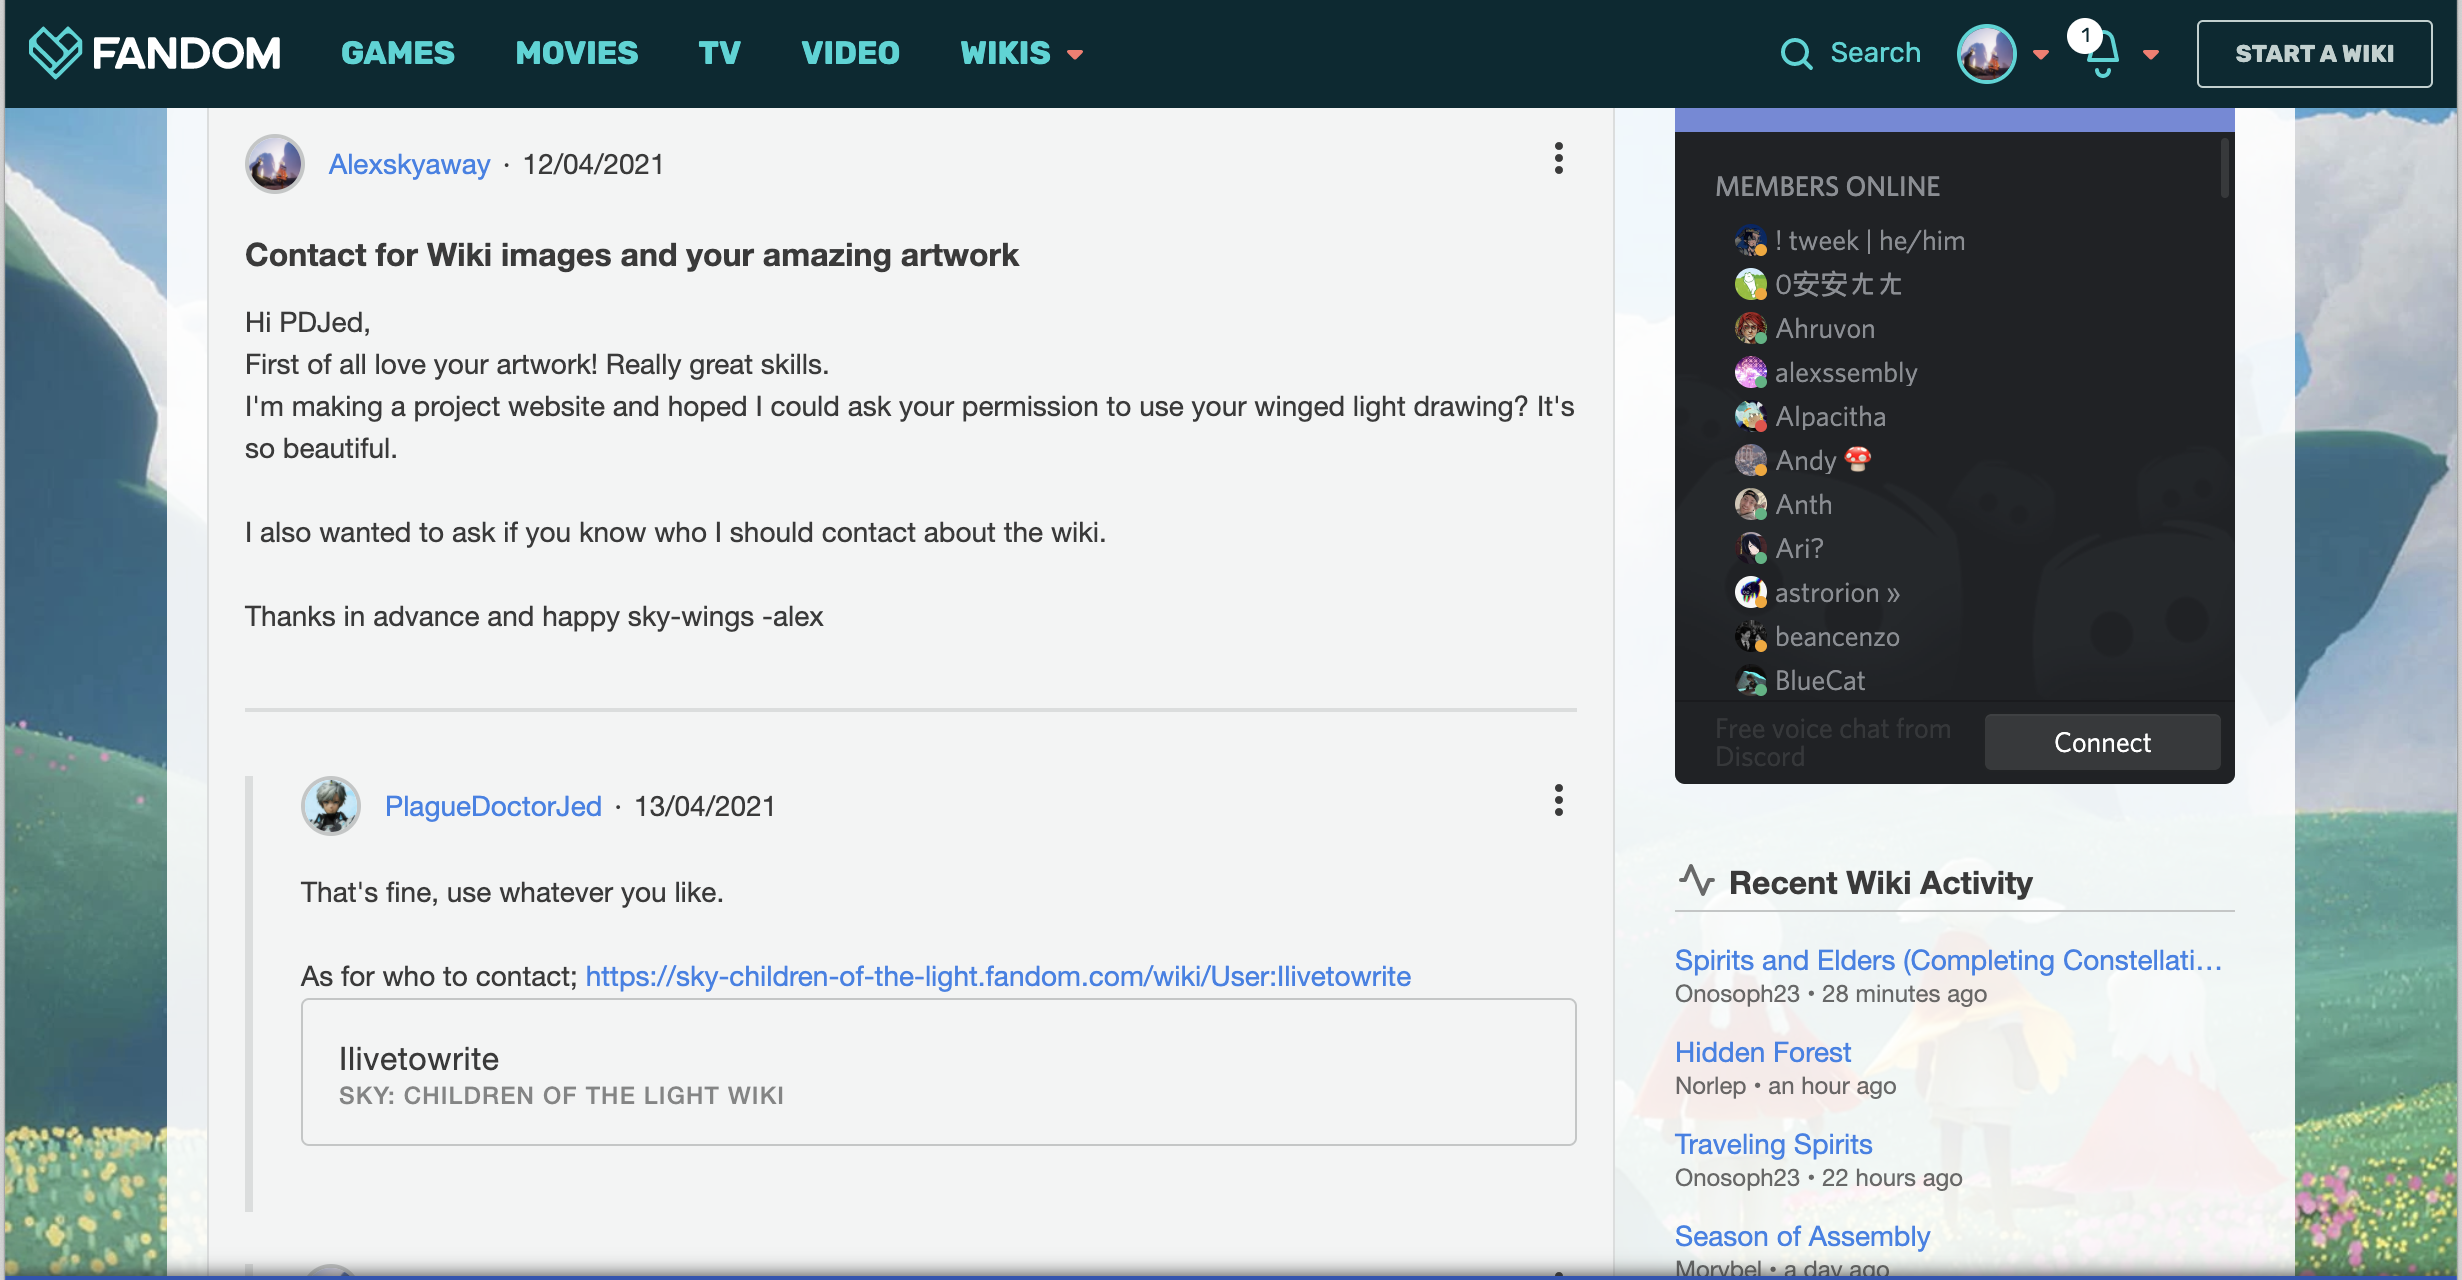 FANDOM
GAMES
MOVIES
TV
VIDEO
WIKIS
Search
1
START A WIKI
Alexskyaway · 12/04/2021
Contact for Wiki images and your amazing artwork
Hi PDJed,
First of all love your artwork! Really great skills.
I'm making a project website and hoped I could ask your permission to use your winged light drawing? It's
so beautiful.
I also wanted to ask if you know who I should contact about the wiki.
Thanks in advance and happy sky-wings -alex
PlagueDoctorJed · 13/04/2021
That's fine, use whatever you like.
As for who to contact; https://sky-children-of-the-light.fandom.com/wiki/User:Ilivetowrite
Ilivetowrite
SKY: CHILDREN OF THE LIGHT WIKI
MEMBERS ONLINE
! tweek | he/him
0安安ㄤㄤ
Ahruvon
alexssembly
Alpacitha
Andy 🍄
Anth
Ari?
astrorion »
beancenzo
BlueCat
Free voice chat from
Discord
Connect
Recent Wiki Activity
Spirits and Elders (Completing Constellati...
Onosoph23 • 28 minutes ago
Hidden Forest
Norlep • an hour ago
Traveling Spirits
Onosoph23 • 22 hours ago
Season of Assembly
Morybel • a day ago